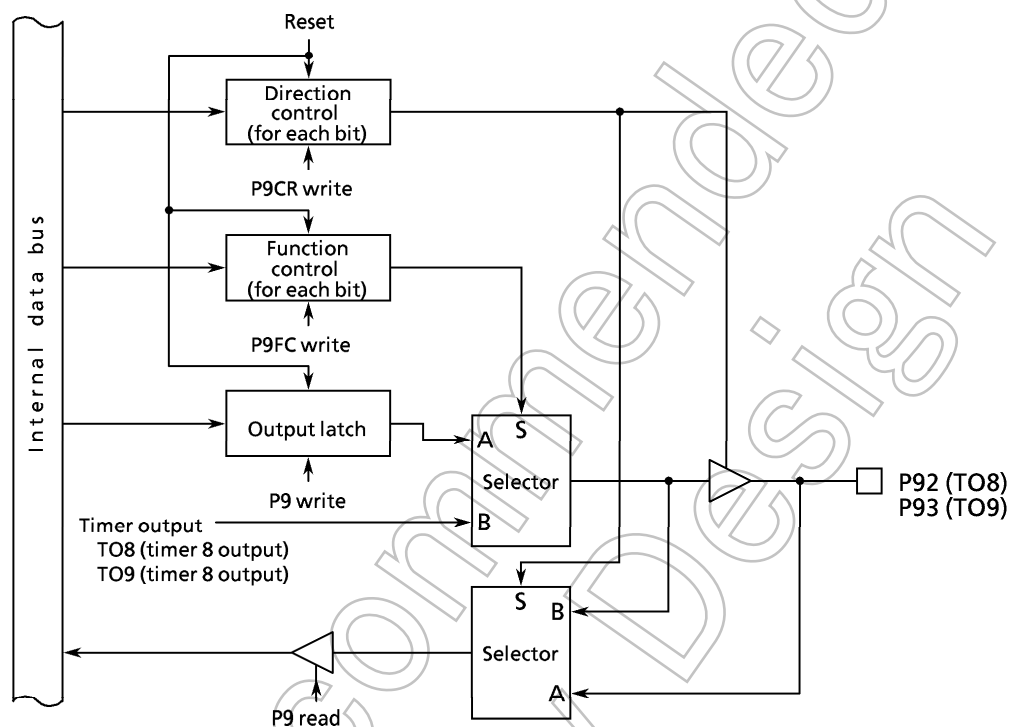 Reset
Direction
control
(for each bit)
P9CR write
Function
control
(for each bit)
P9FC write
Internal data bus
Output latch
P9 write
A
S
Selector
B
Timer output
TO8 (timer 8 output)
TO9 (timer 8 output)
P92 (TO8)
P93 (TO9)
S
B
Selector
A
P9 read
commended
Design